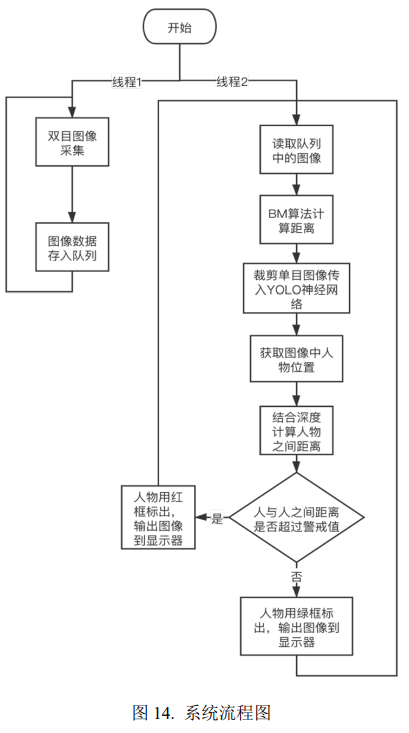 开始
线程1
线程2
双目图像
采集
图像数据
存入队列
读取队列
中的图像
BM算法计
算距离
裁剪单目图像传
入YOLO神经网
络
获取图像中人
物位置
结合深度
计算人物
之间距离
人与人之间距离
是否超过警戒值
是
人物用红
框标出，
输出图像
到显示器
否
人物用绿框标
出，输出图像到
显示器
图 14. 系统流程图